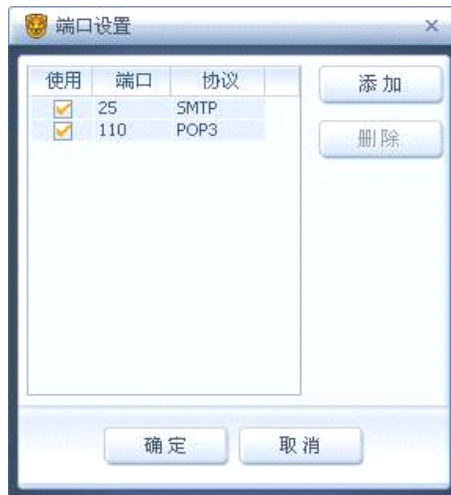 端口设置
使用 端口 协议
25 SMTP
110 POP3
添加
删除
确定 取消